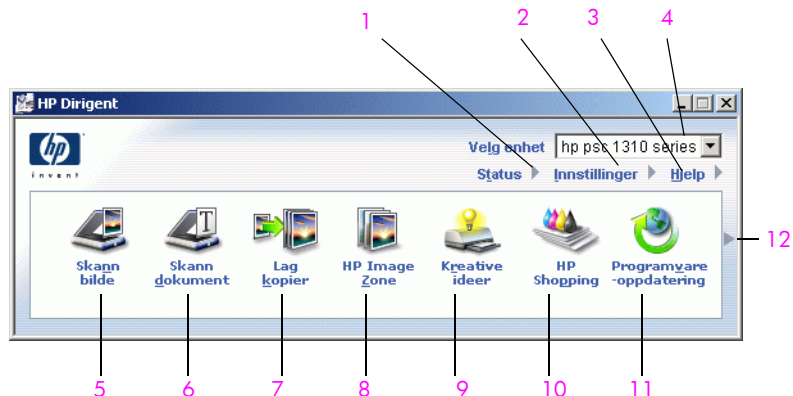 1 2 3 4
HP Dirigent
hp
invent
Velg enhet hp psc 1310 series
Status Innstillinger Hjelp
Skann bilde
Skann dokument
Lag kopier
HP Image Zone
Kreative ideer
HP Shopping
Programvare -oppdatering
12
5 6 7 8 9 10 11